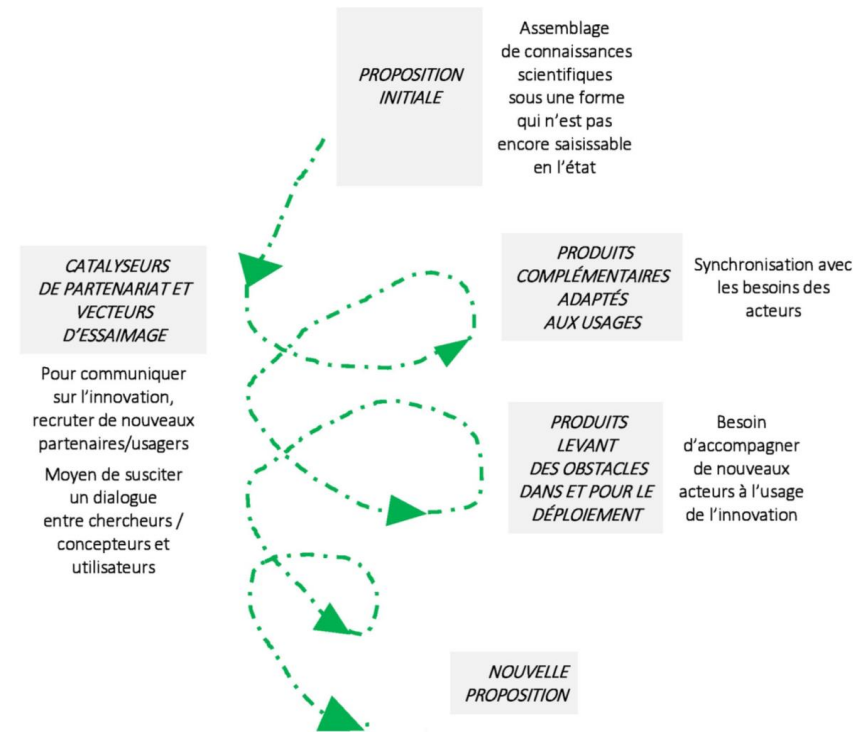 PROPOSITION
INITIALE
Assemblage
de connaissances
scientifiques
sous une forme
qui n'est pas
encore saisissable
en l'état
CATALYSEURS
DE PARTENARIAT ET
VECTEURS
D'ESSAIMAGE
Pour communiquer
sur l'innovation,
recruter de nouveaux
partenaires/usagers
Moyen de susciter
un dialogue
entre chercheurs /
concepteurs et
utilisateurs
PRODUITS
COMPLÉMENTAIRES
ADAPTÉS
AUX USAGES
Synchronisation avec
les besoins des
acteurs
PRODUITS
LEVANT
DES OBSTACLES
DANS ET POUR LE
DÉPLOIEMENT
Besoin
d'accompagner
de nouveaux
acteurs à l'usage
de l'innovation
NOUVELLE
PROPOSITION